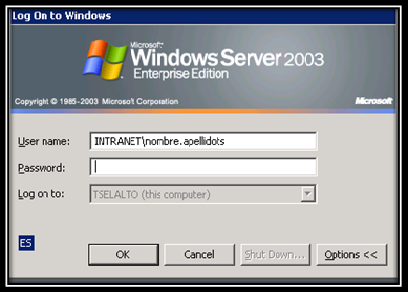 Log On to Windows
Microsoft
Windows Server 2003
Enterprise Edition
Copyright © 1985-2003 Microsoft Corporation
Microsoft
User name: INTRANET\nombre.apellidots
Password:
Log on to: TSELALTO (this computer)
ES
OK Cancel Shut Down... Options <<